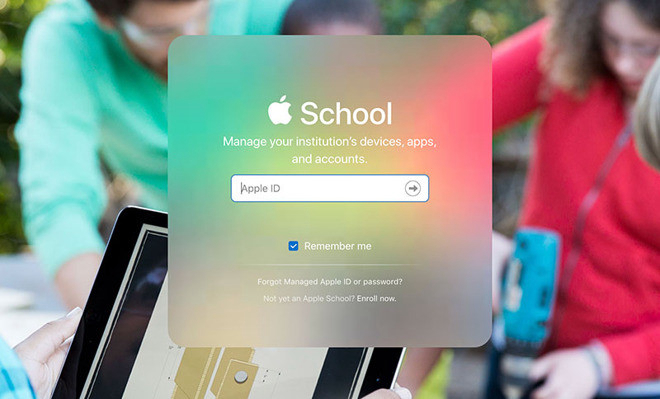 School
Manage your institution's devices, apps,
and accounts.
Apple ID
Remember me
Forgot Managed Apple ID or password?
Not yet an Apple School? Enroll now.